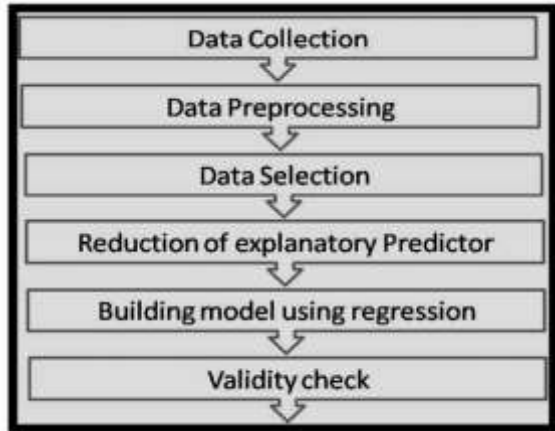 Data Collection
Data Preprocessing
Data Selection
Reduction of explanatory Predictor
Building model using regression
Validity check